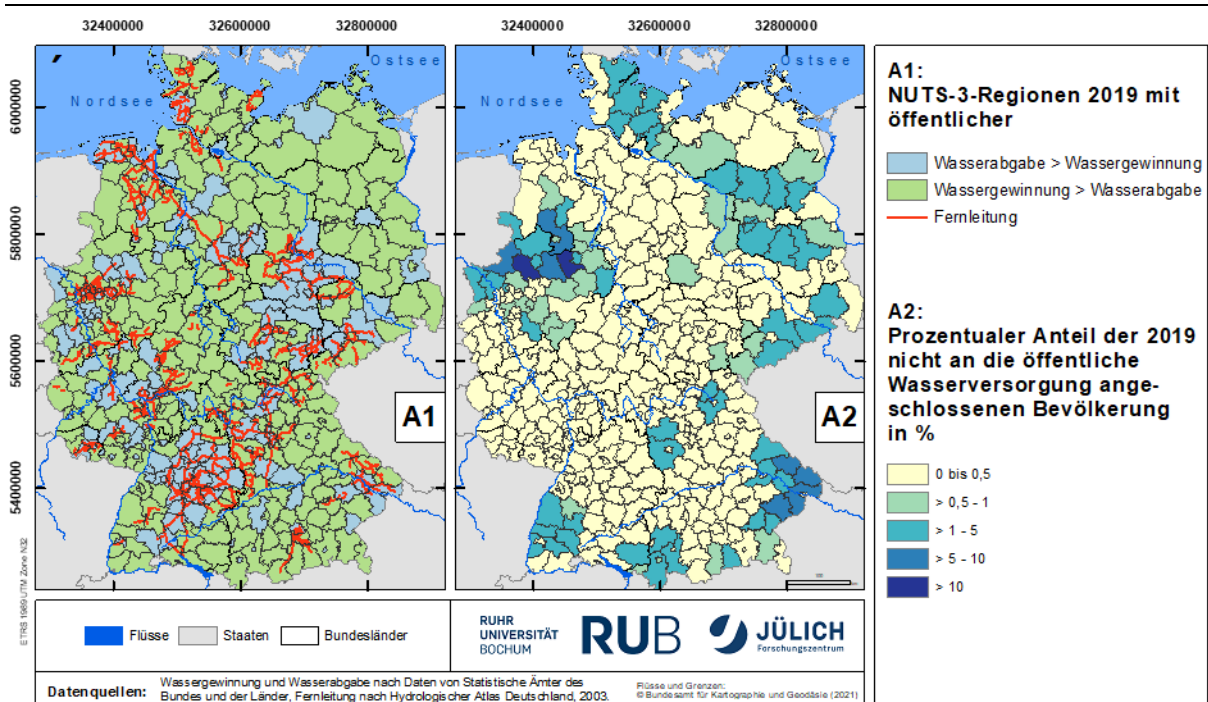 32400000 32600000 32800000 32400000 32600000 32800000
Nordsee
Ostsee
Nordsee
Ostsee
6000000
5800000
5600000
5400000
A1
A2
ETRS 1989 UTM Zone N32
A1:
NUTS-3-Regionen 2019 mit
öffentlicher
Wasserabgabe > Wassergewinnung
Wassergewinnung > Wasserabgabe
Fernleitung
A2:
Prozentualer Anteil der 2019
nicht an die öffentliche
Wasserversorgung ange-
schlossenen Bevölkerung
in %
0 bis 0,5
> 0,5 - 1
> 1 - 5
> 5 - 10
> 10
Flüsse Staaten Bundesländer
RUHR
UNIVERSITÄT
BOCHUM
RUB
JÜLICH
Forschungszentrum
Datenquellen: Wassergewinnung und Wasserabgabe nach Daten von Statistische Ämter des
Bundes und der Länder, Fernleitung nach Hydrologischer Atlas Deutschland, 2003.
Flüsse und Grenzen:
© Bundesamt für Kartographie und Geodäsie (2021)